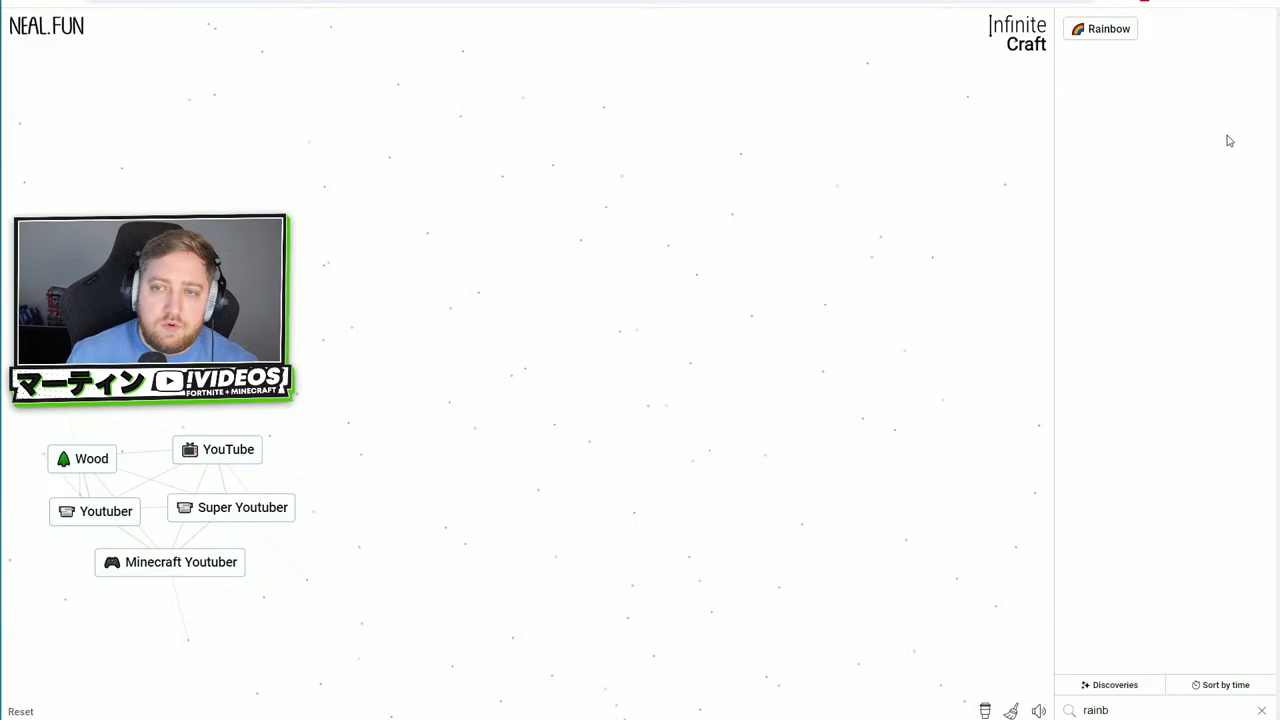 NEAL.FUN
Infinite
Craft
🌈 Rainbow
マーティン
!VIDEOS
FORTNITE + MINECRAFT
Wood
YouTube
Youtuber
Super Youtuber
Minecraft Youtuber
Discoveries
Sort by time
Reset
rainb